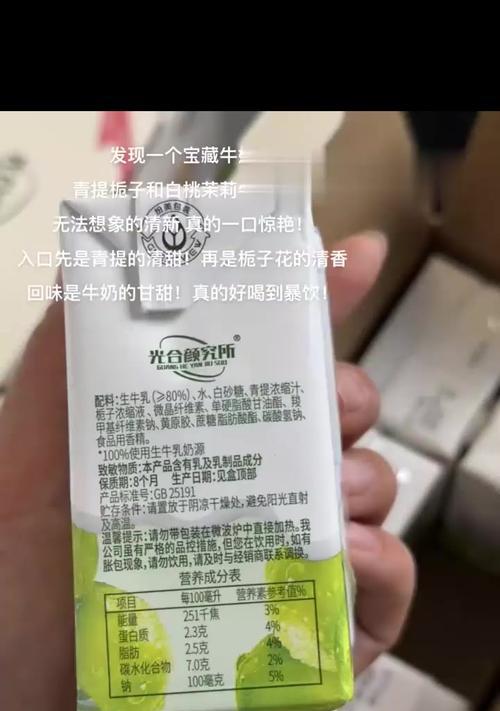 发现一个宝藏牛
青提栀子和白桃茉莉
无法想象的清新 真的一口惊艳!
入口先是青提的清甜! 再是栀子花的清香
回味是牛奶的甘甜! 真的好喝到暴饮!
光合颜究所®
GUANG HE YAN JIU SUO
配料:生牛乳(≥80%)、水、白砂糖、青提浓缩汁、
栀子浓缩液、微晶纤维素、单硬脂酸甘油酯、羧
甲基纤维素钠、黄原胶、蔗糖脂肪酸酯、碳酸氢钠、
食品用香精。
*100%使用生牛乳奶源
致敏物质:本产品含有乳及乳制品成分
保质期:8个月 生产日期:见盒顶部
产品标准号:GB 25191
贮存条件:请置放于阴凉干燥处,避免阳光直射
及高温。
温馨提示:请勿带包装在微波炉中直接加热。我
公司虽有严格的品控措施,但您在饮用时,如有
胀包现象,请勿饮用,请及时与经销商联系调换。
营养成分表
项目 每100毫升 营养素参考值%
能量 251千焦 3%
蛋白质 2.3克 4%
脂肪 2.5克 4%
碳水化合物 7.0克 2%
钠 100毫克 5%